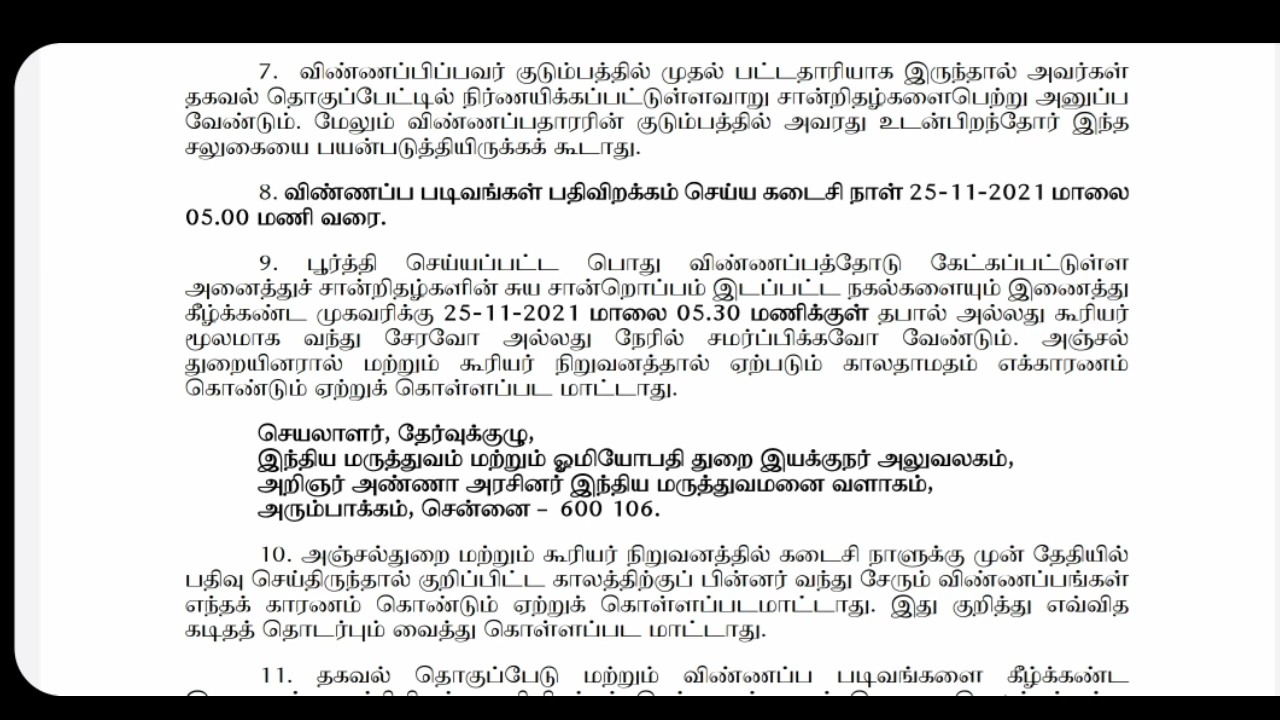 7. விண்ணப்பிப்பவர் குடும்பத்தில் முதல் பட்டதாரியாக இருந்தால் அவர்கள்
தகவல் தொகுப்பேட்டில் நிர்ணயிக்கப்பட்டுள்ளவாறு சான்றிதழ்களைபெற்று அனுப்ப
வேண்டும். மேலும் விண்ணப்பதாரரின் குடும்பத்தில் அவரது உடன்பிறந்தோர் இந்த
சலுகையை பயன்படுத்தியிருக்கக் கூடாது.
8. விண்ணப்ப படிவங்கள் பதிவிறக்கம் செய்ய கடைசி நாள் 25-11-2021 மாலை
05.00 மணி வரை.
9. பூர்த்தி செய்யப்பட்ட பொது விண்ணப்பத்தோடு கேட்கப்பட்டுள்ள
அனைத்துச் சான்றிதழ்களின் சுய சான்றொப்பம் இடப்பட்ட நகல்களையும் இணைத்து
கீழ்க்கண்ட முகவரிக்கு 25-11-2021 மாலை 05.30 மணிக்குள் தபால் அல்லது கூரியர்
மூலமாக வந்து சேரவோ அல்லது நேரில் சமர்ப்பிக்கவோ வேண்டும். அஞ்சல்
துறையினரால் மற்றும் கூரியர் நிறுவனத்தால் ஏற்படும் காலதாமதம் எக்காரணம்
கொண்டும் ஏற்றுக் கொள்ளப்பட மாட்டாது.
செயலாளர், தேர்வுக்குழு,
இந்திய மருத்துவம் மற்றும் ஓமியோபதி துறை இயக்குநர் அலுவலகம்,
அறிஞர் அண்ணா அரசினர் இந்திய மருத்துவமனை வளாகம்,
அரும்பாக்கம், சென்னை – 600 106.
10. அஞ்சல்துறை மற்றும் கூரியர் நிறுவனத்தில் கடைசி நாளுக்கு முன் தேதியில்
பதிவு செய்திருந்தால் குறிப்பிட்ட காலத்திற்குப் பின்னர் வந்து சேரும் விண்ணப்பங்கள்
எந்தக் காரணம் கொண்டும் ஏற்றுக் கொள்ளப்படமாட்டாது. இது குறித்து எவ்வித
கடிதத் தொடர்பும் வைத்து கொள்ளப்பட மாட்டாது.
11. தகவல் தொகுப்பேடு மற்றும் விண்ணப்ப படிவங்களை கீழ்க்கண்ட